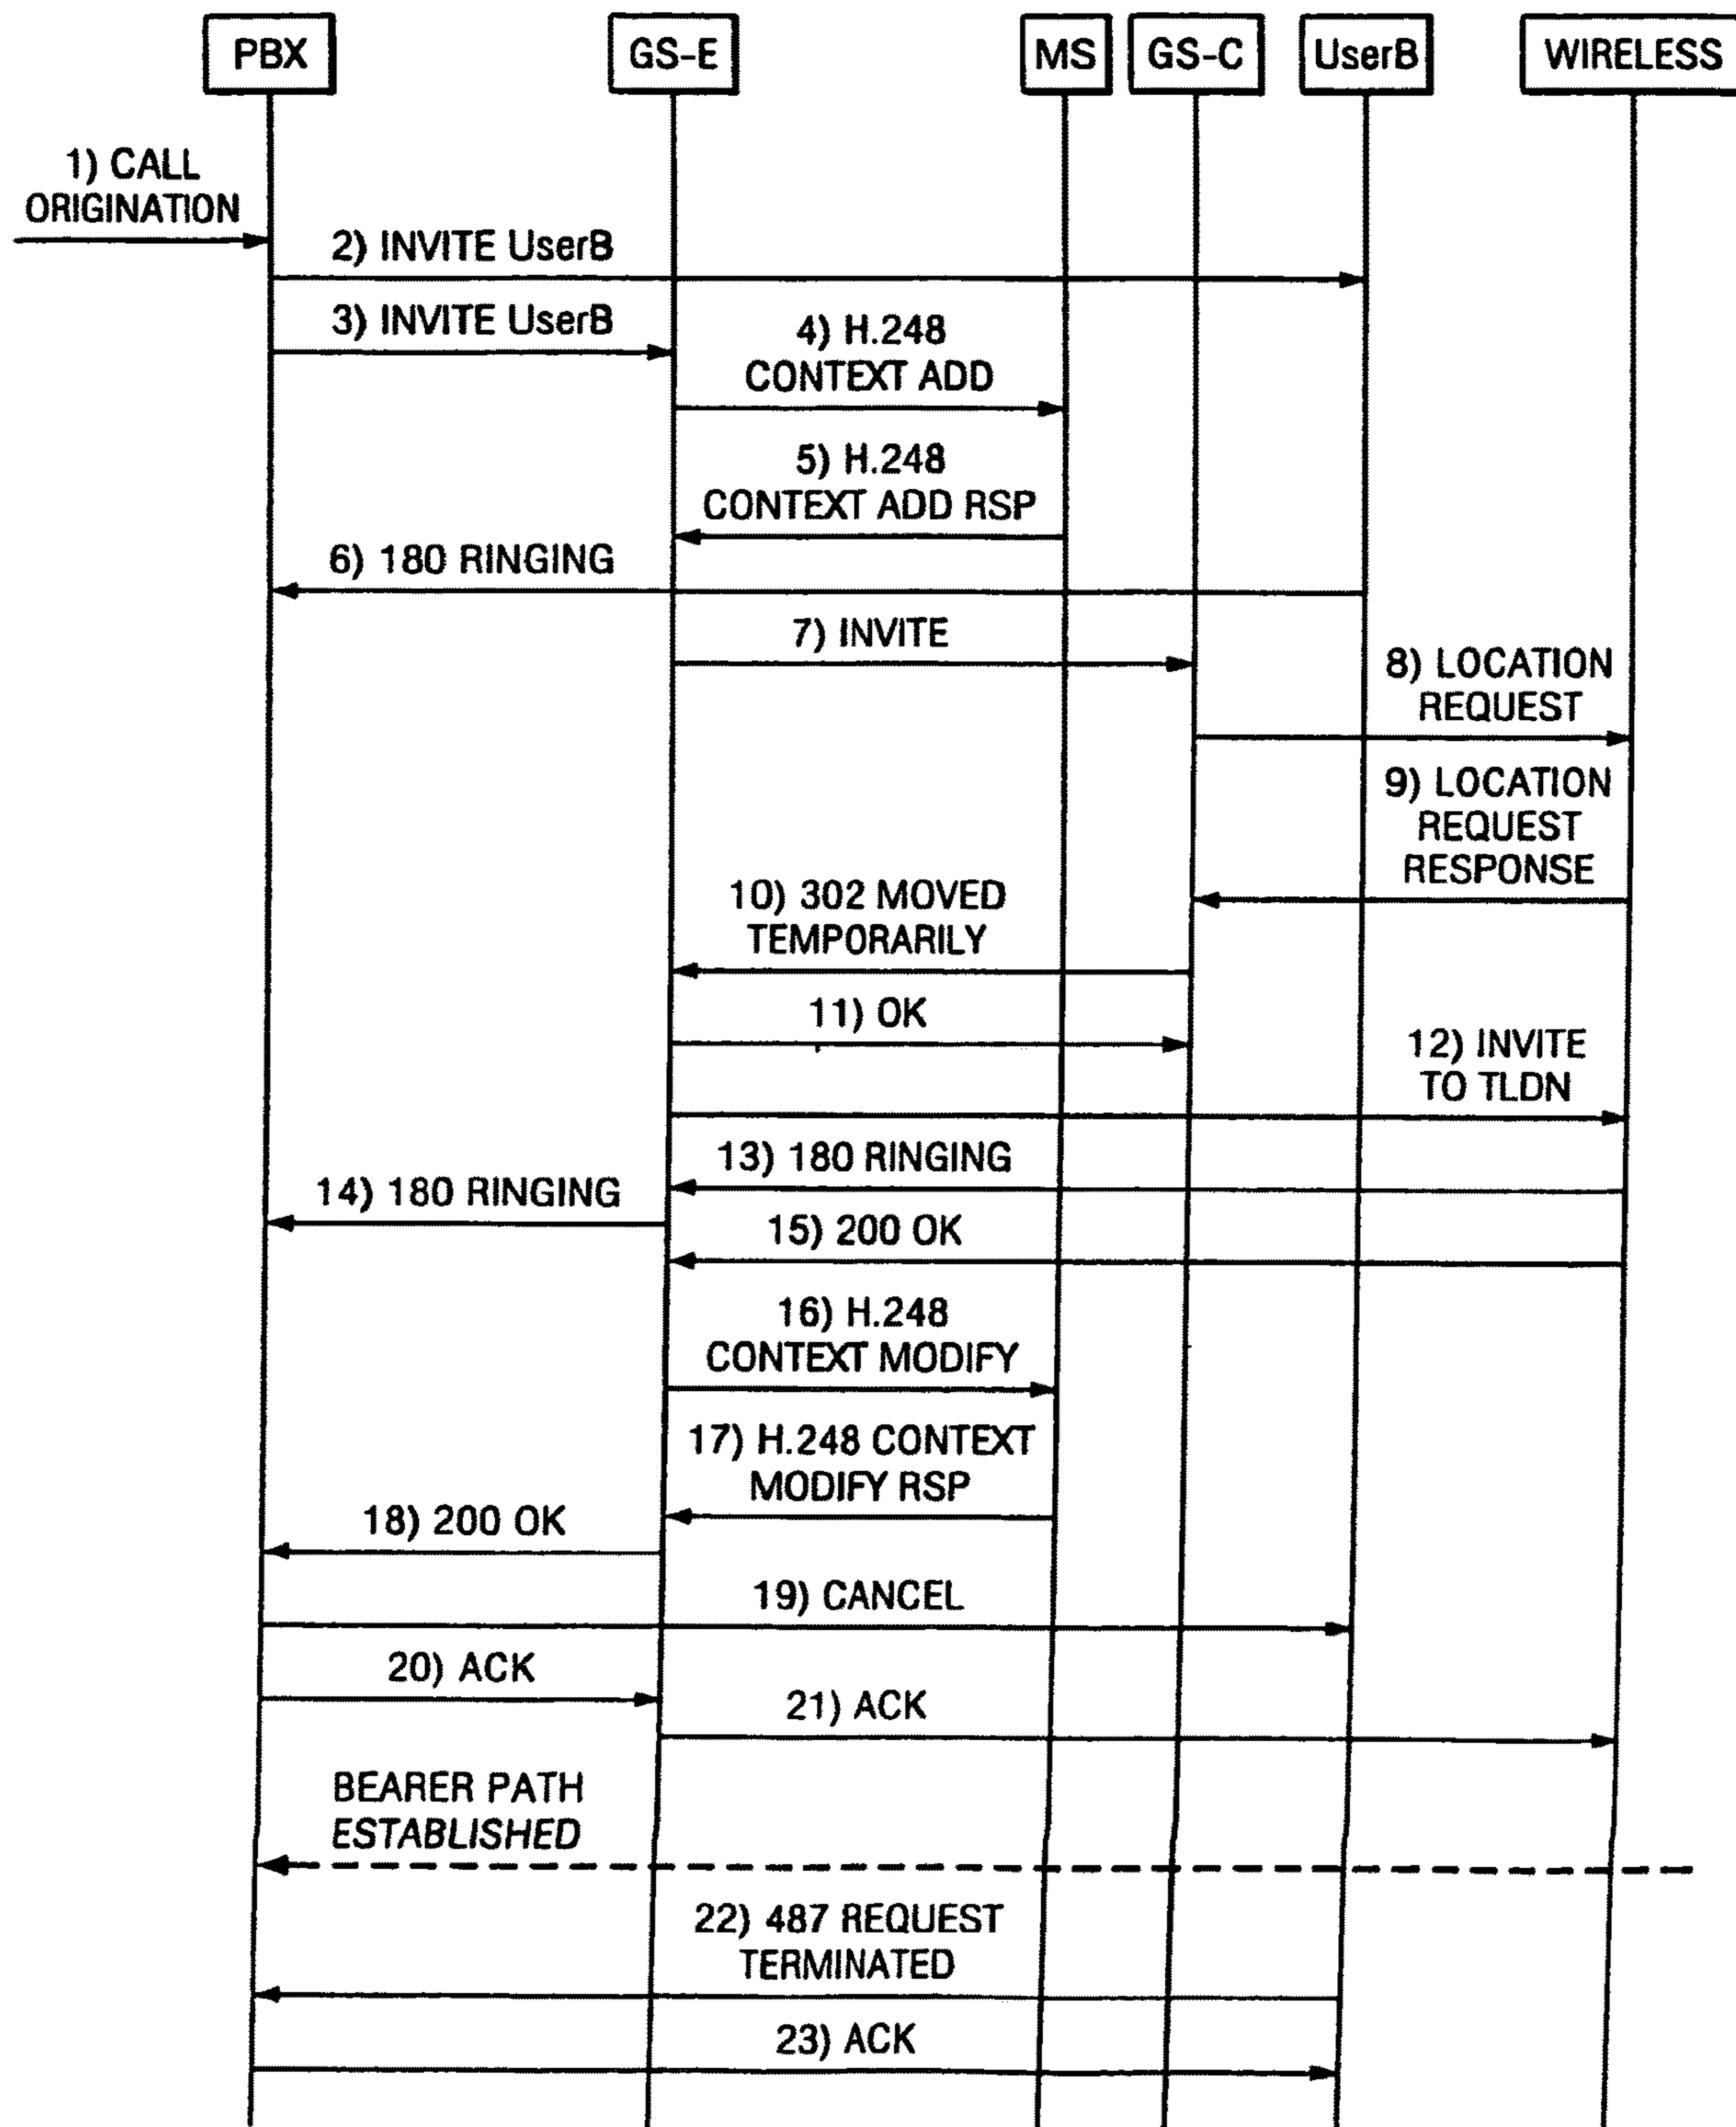 PBX
GS-E
MS
GS-C
UserB
WIRELESS
1) CALL
ORIGINATION
2) INVITE UserB
3) INVITE UserB
4) H.248
CONTEXT ADD
5) H.248
CONTEXT ADD RSP
6) 180 RINGING
7) INVITE
8) LOCATION
REQUEST
9) LOCATION
REQUEST
RESPONSE
10) 302 MOVED
TEMPORARILY
11) OK
12) INVITE
TO TLDN
13) 180 RINGING
14) 180 RINGING
15) 200 OK
16) H.248
CONTEXT MODIFY
17) H.248 CONTEXT
MODIFY RSP
18) 200 OK
19) CANCEL
20) ACK
21) ACK
BEARER PATH
ESTABLISHED
22) 487 REQUEST
TERMINATED
23) ACK